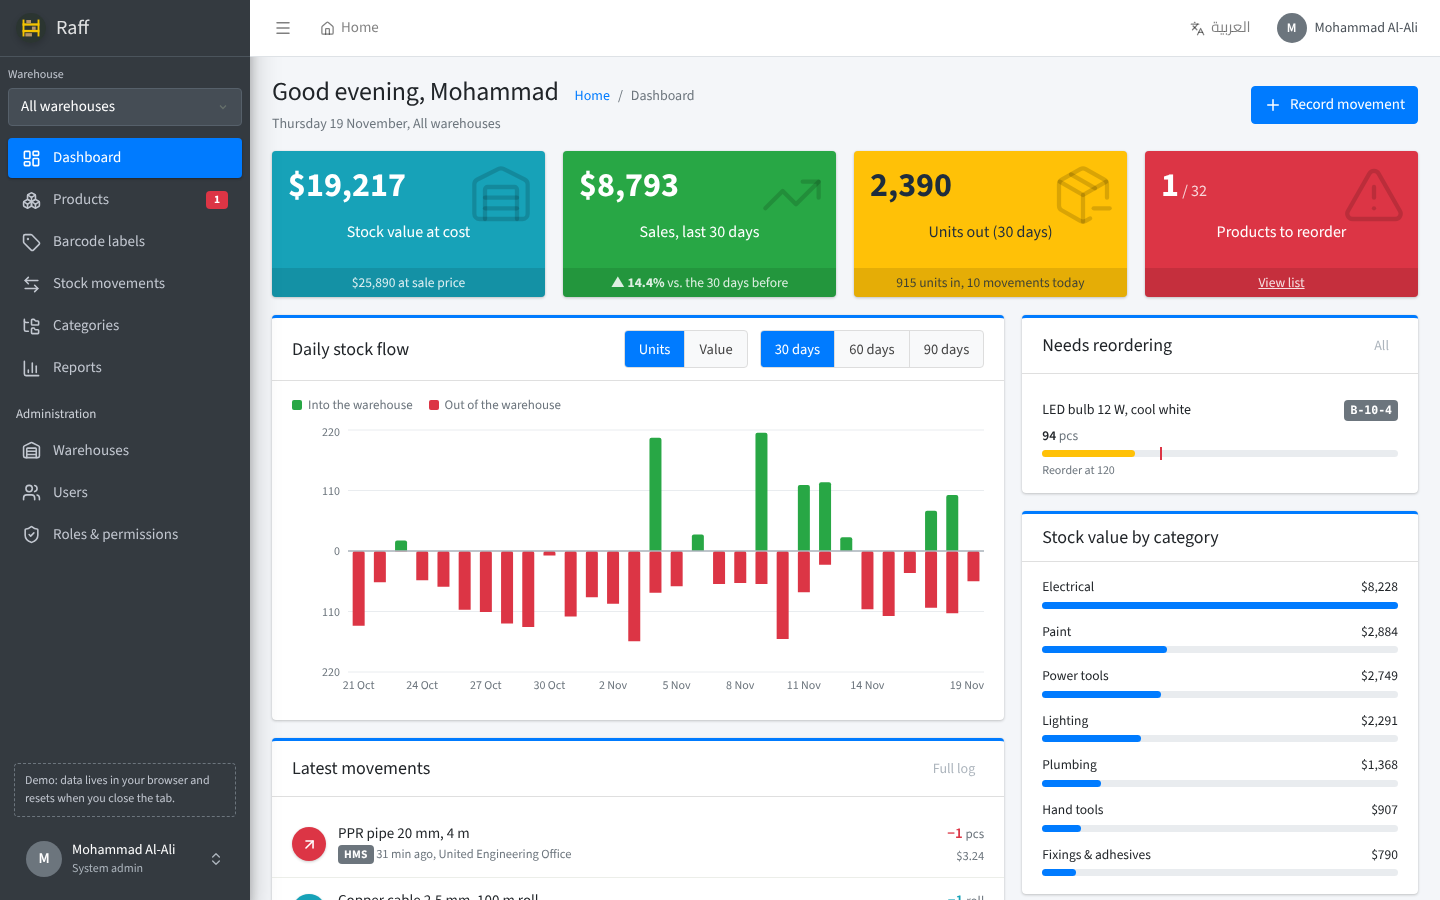 Raff
Home
العربية
M
Mohammad Al-Ali
Warehouse
All warehouses
Dashboard
Products
1
Barcode labels
Stock movements
Categories
Reports
Administration
Warehouses
Users
Roles & permissions
Demo: data lives in your browser and
resets when you close the tab.
M
Mohammad Al-Ali
System admin
Good evening, Mohammad
Home / Dashboard
Thursday 19 November, All warehouses
Record movement
$19,217
Stock value at cost
$25,890 at sale price
$8,793
Sales, last 30 days
14.4% vs. the 30 days before
2,390
Units out (30 days)
915 units in, 10 movements today
1 / 32
Products to reorder
View list
Daily stock flow
Units
Value
30 days
60 days
90 days
Into the warehouse
Out of the warehouse
220
110
0
110
220
21 Oct
24 Oct
27 Oct
30 Oct
2 Nov
5 Nov
8 Nov
11 Nov
14 Nov
19 Nov
Latest movements
Full log
PPR pipe 20 mm, 4 m
−1 pcs
HMS 31 min ago, United Engineering Office
$3.24
Copper cable 2.5 mm, 100 m roll
−1 roll
Needs reordering
All
LED bulb 12 W, cool white
B-10-4
94 pcs
Reorder at 120
Stock value by category
Electrical
$8,228
Paint
$2,884
Power tools
$2,749
Lighting
$2,291
Plumbing
$1,368
Hand tools
$907
Fixings & adhesives
$790